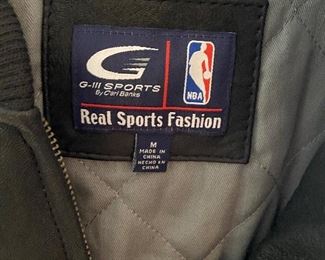 G-III SPORTS
By Carl Banks
NBA
Real Sports Fashion
M
MADE IN
CHINA
HECHO EN
CHINA